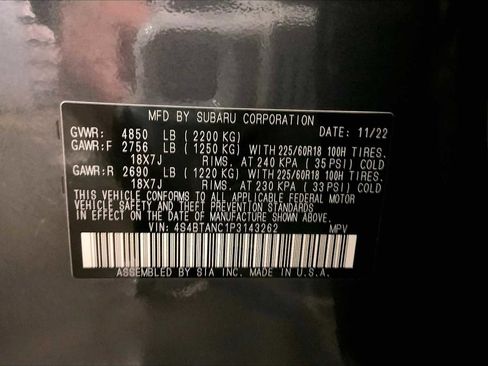 MFD BY SUBARU CORPORATION
GVWR: 4850 LB ( 2200 KG) DATE: 11/22
GAWR:F 2756 LB ( 1250 KG) WITH 225/60R18 100H TIRES.
18X7J RIMS. AT 240 KPA ( 35 PSI) COLD
GAWR:R 2690 LB ( 1220 KG) WITH 225/60R18 100H TIRES.
18X7J RIMS. AT 230 KPA ( 33 PSI) COLD
THIS VEHICLE CONFORMS TO ALL APPLICABLE FEDERAL MOTOR
VEHICLE SAFETY AND THEFT PREVENTION STANDARDS
IN EFFECT ON THE DATE OF MANUFACTURE SHOWN ABOVE.
VIN: 4S4BTANC1P3143262 MPV
ASSEMBLED BY SIA INC. MADE IN U.S.A.